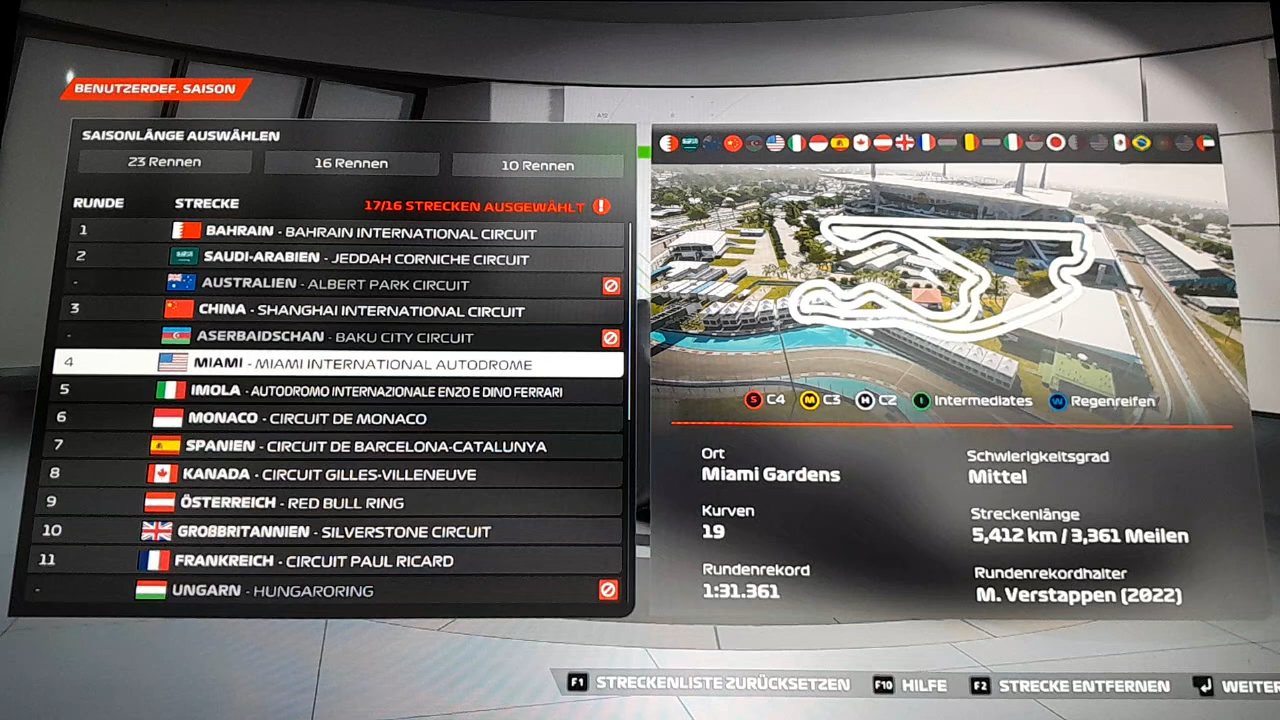 BENUTZERDEF. SAISON
SAISONLÄNGE AUSWÄHLEN
23 Rennen 16 Rennen 10 Rennen
RUNDE STRECKE 17/16 STRECKEN AUSGEWÄHLT !
1 BAHRAIN - BAHRAIN INTERNATIONAL CIRCUIT
2 SAUDI-ARABIEN - JEDDAH CORNICHE CIRCUIT
- AUSTRALIEN - ALBERT PARK CIRCUIT
3 CHINA - SHANGHAI INTERNATIONAL CIRCUIT
- ASERBAIDSCHAN - BAKU CITY CIRCUIT
4 MIAMI - MIAMI INTERNATIONAL AUTODROME
5 IMOLA - AUTODROMO INTERNAZIONALE ENZO E DINO FERRARI
6 MONACO - CIRCUIT DE MONACO
7 SPANIEN - CIRCUIT DE BARCELONA-CATALUNYA
8 KANADA - CIRCUIT GILLES-VILLENEUVE
9 ÖSTERREICH - RED BULL RING
10 GROẞBRITANNIEN - SILVERSTONE CIRCUIT
11 FRANKREICH - CIRCUIT PAUL RICARD
- UNGARN - HUNGARORING
S C4 M C3 H C2 I Intermediates W Regenreifen
Ort
Miami Gardens
Schwierigkeitsgrad
Mittel
Kurven
19
Streckenlänge
5,412 km / 3,361 Meilen
Rundenrekord
1:31.361
Rundenrekordhalter
M. Verstappen (2022)
F1 STRECKENLISTE ZURÜCKSETZEN F10 HILFE F2 STRECKE ENTFERNEN WEITER